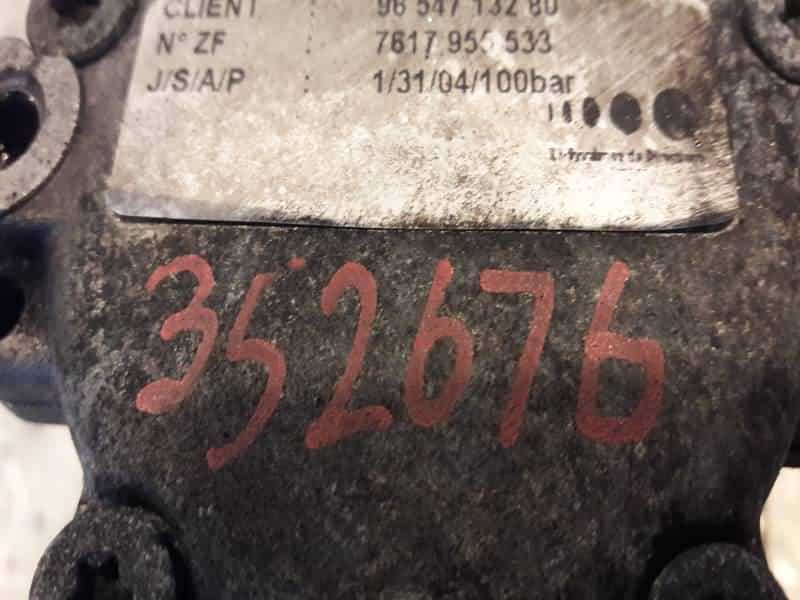 CLIENT 96 547 132 80
N° ZF : 7617 955 533
J/S/A/P : 1/31/04/100bar
352676